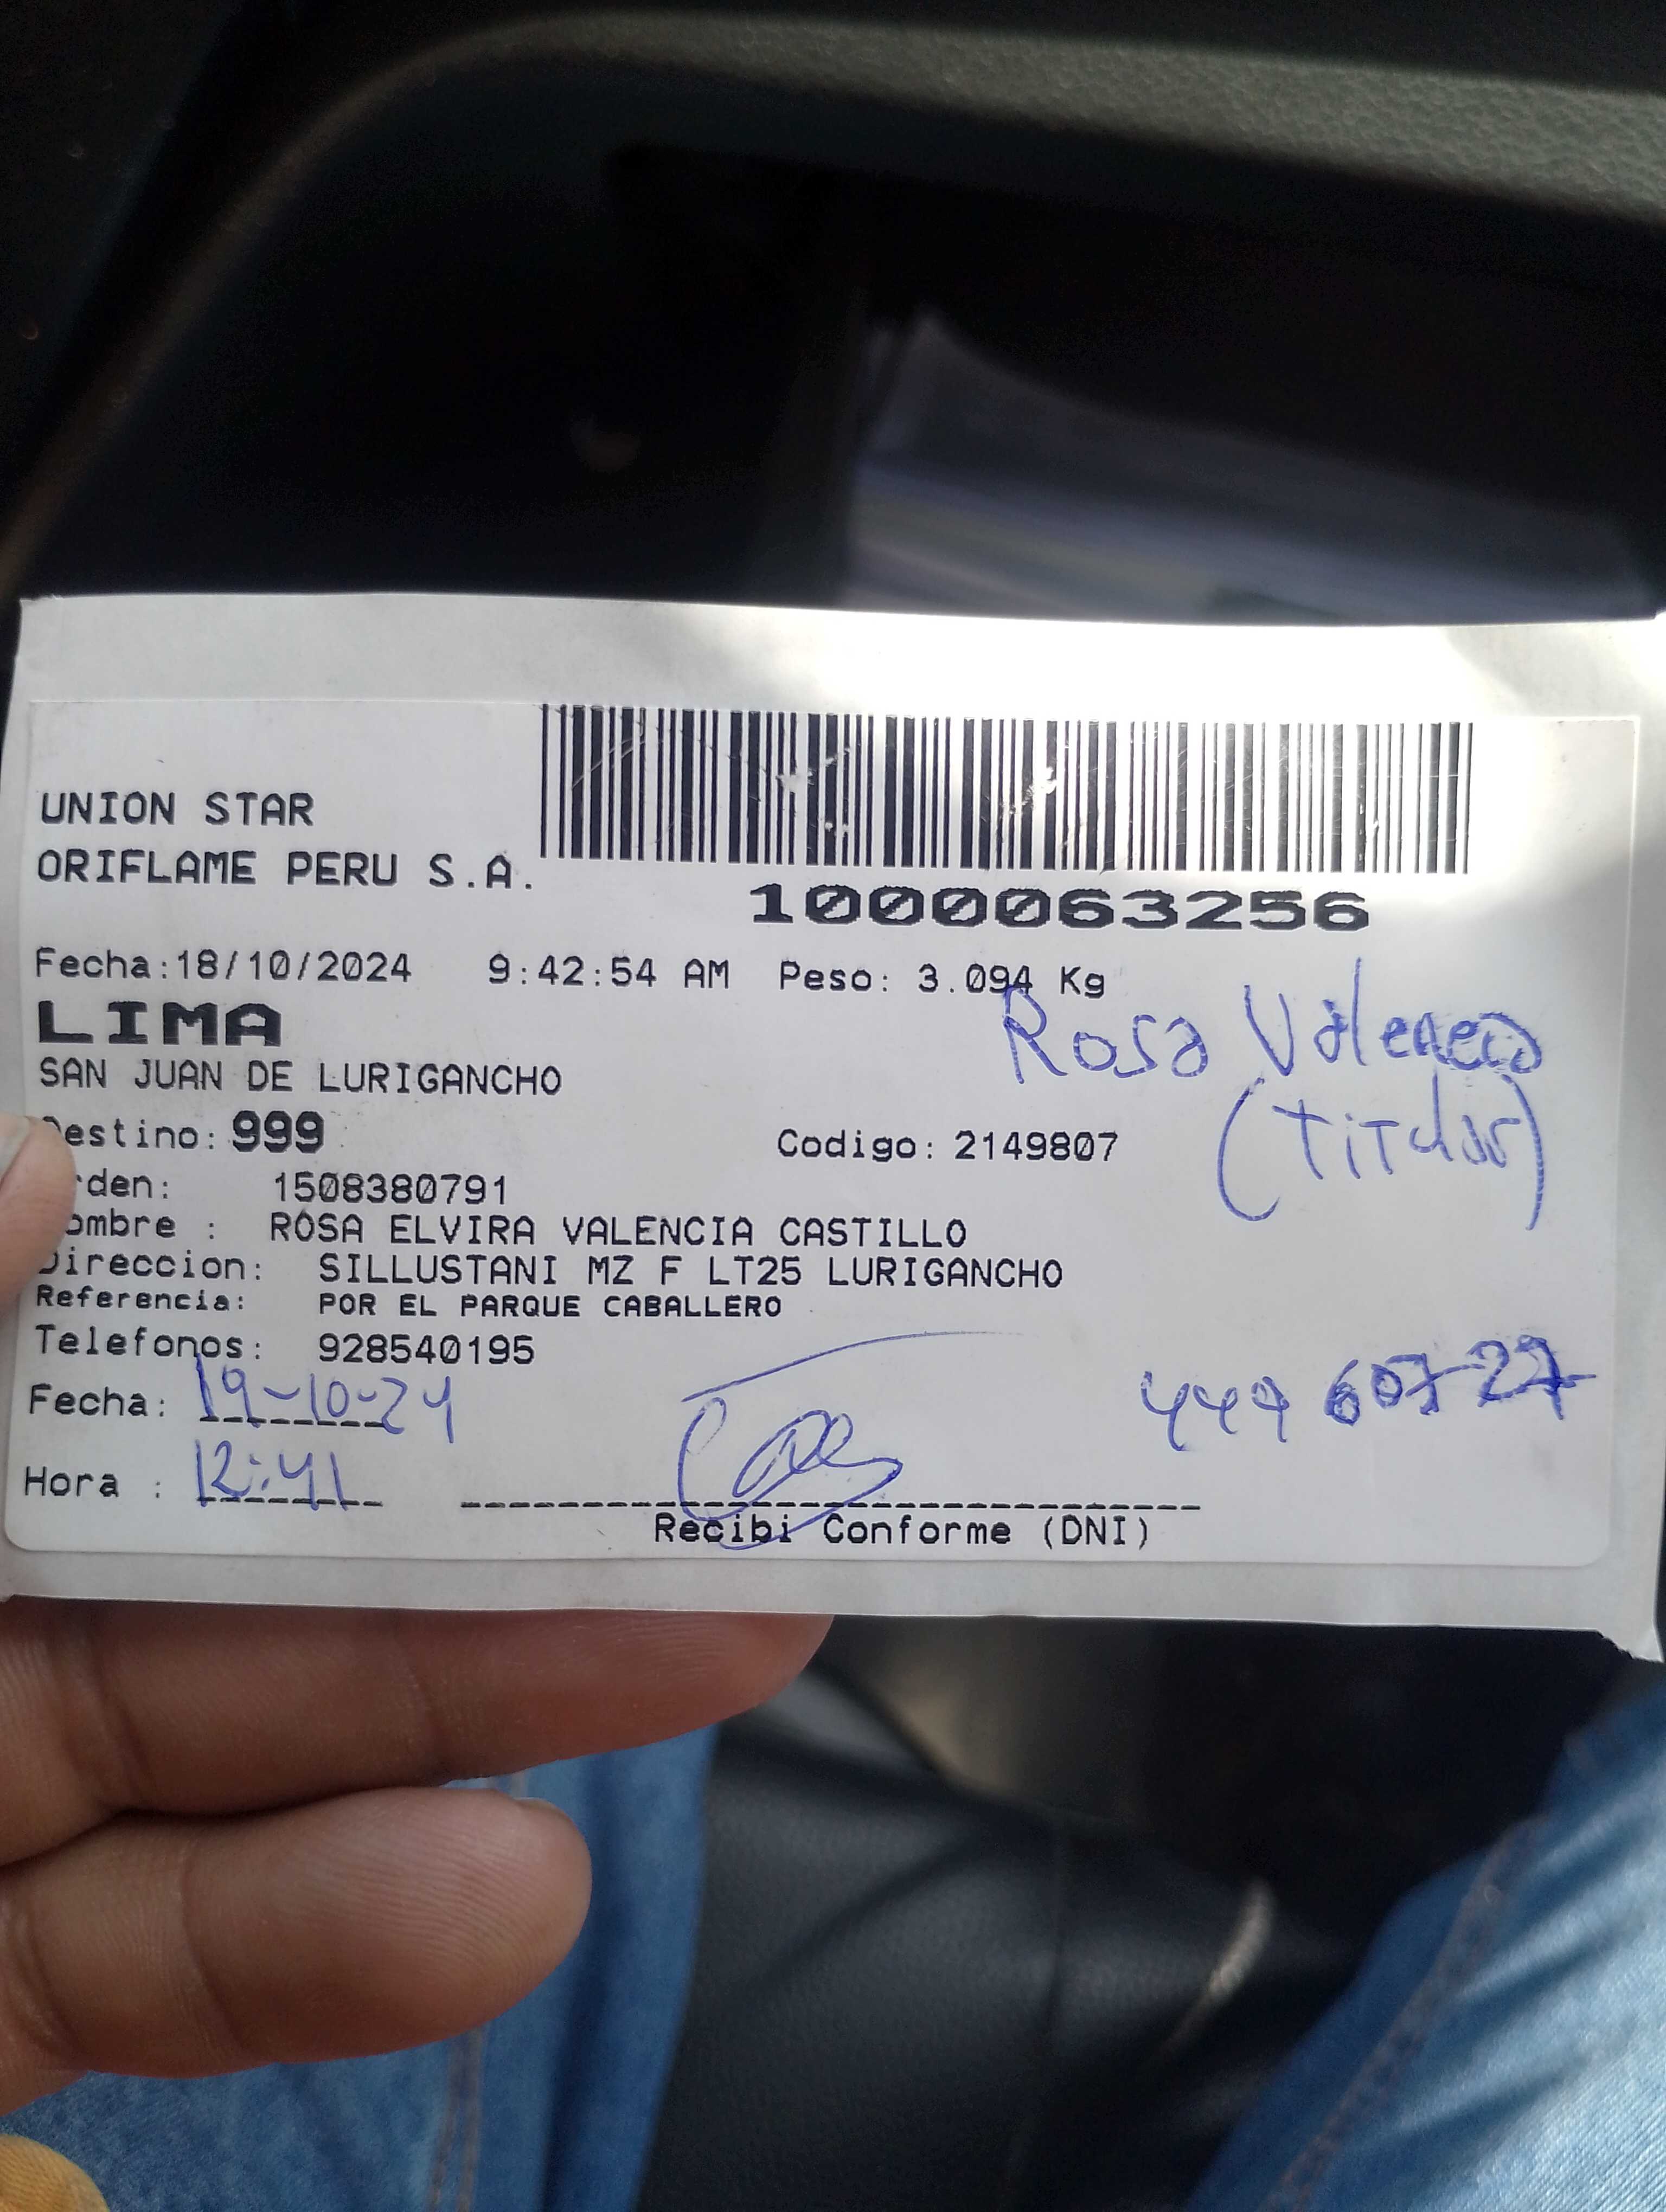 UNION STAR
ORIFLAME PERU S.A.
1000063256
Fecha:18/10/2024 9:42:54 AM Peso: 3.094 Kg
LIMA
Rosa Valencia
SAN JUAN DE LURIGANCHO
(Titular)
Destino: 999 Codigo: 2149807
rden: 1508380791
ombre : ROSA ELVIRA VALENCIA CASTILLO
Direccion: SILLUSTANI MZ F LT25 LURIGANCHO
Referencia: POR EL PARQUE CABALLERO
Telefonos: 928540195
Fecha: 19-10-24
Hora : 12:41
Recibi Conforme (DNI)